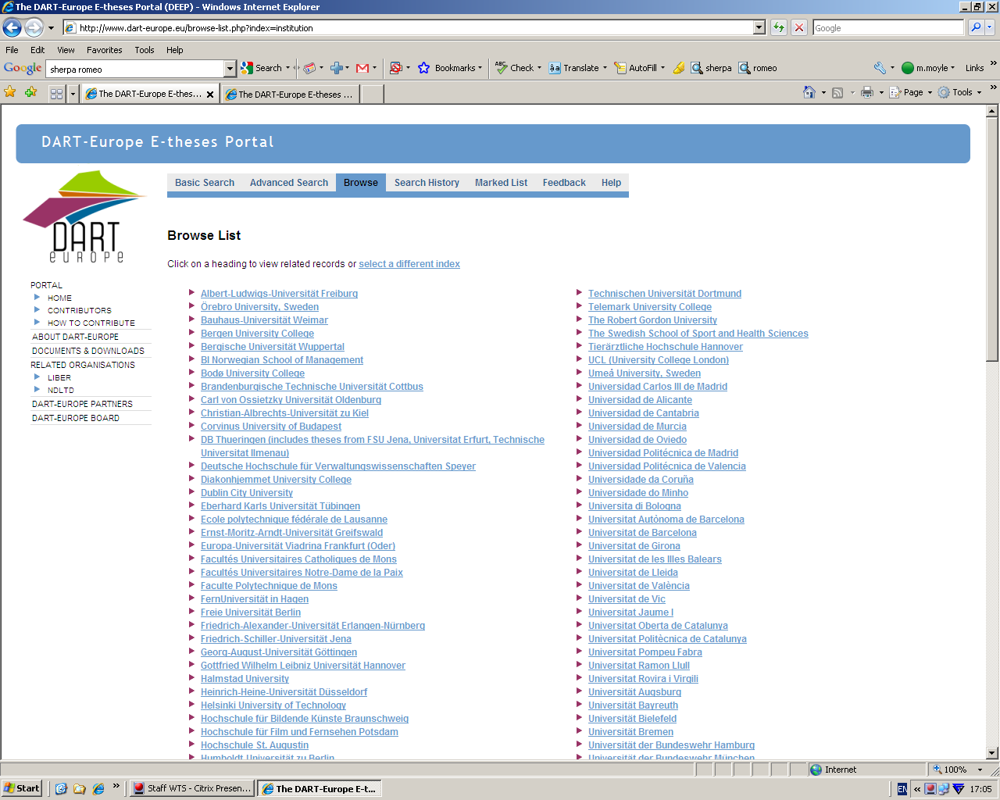 The DART-Europe E-theses Portal (DEEP) - Windows Internet Explorer
http://www.dart-europe.eu/browse-list.php?index=institution
Google
File Edit View Favorites Tools Help
Google sherpa romeo Search Bookmarks Check Translate AutoFill sherpa romeo m.moyle Links
The DART-Europe E-thes... The DART-Europe E-theses ... Page Tools
DART-Europe E-theses Portal
Basic Search Advanced Search Browse Search History Marked List Feedback Help
DART
europe
PORTAL
HOME
CONTRIBUTORS
HOW TO CONTRIBUTE
ABOUT DART-EUROPE
DOCUMENTS & DOWNLOADS
RELATED ORGANISATIONS
LIBER
NDLTD
DART-EUROPE PARTNERS
DART-EUROPE BOARD
Browse List
Click on a heading to view related records or select a different index
Albert-Ludwigs-Universität Freiburg
Örebro University, Sweden
Bauhaus-Universität Weimar
Bergen University College
Bergische Universität Wuppertal
BI Norwegian School of Management
Bodø University College
Brandenburgische Technische Universität Cottbus
Carl von Ossietzky Universität Oldenburg
Christian-Albrechts-Universität zu Kiel
Corvinus University of Budapest
DB Thueringen (includes theses from FSU Jena, Universitat Erfurt, Technische
Universitat Ilmenau)
Deutsche Hochschule für Verwaltungswissenschaften Speyer
Diakonhjemmet University College
Dublin City University
Eberhard Karls Universität Tübingen
Ecole polytechnique fédérale de Lausanne
Ernst-Moritz-Arndt-Universität Greifswald
Europa-Universität Viadrina Frankfurt (Oder)
Facultés Universitaires Catholiques de Mons
Facultés Universitaires Notre-Dame de la Paix
Faculte Polytechnique de Mons
FernUniversität in Hagen
Freie Universität Berlin
Friedrich-Alexander-Universität Erlangen-Nürnberg
Friedrich-Schiller-Universität Jena
Georg-August-Universität Göttingen
Gottfried Wilhelm Leibniz Universität Hannover
Halmstad University
Heinrich-Heine-Universität Düsseldorf
Helsinki University of Technology
Hochschule für Bildende Künste Braunschweig
Hochschule für Film und Fernsehen Potsdam
Hochschule St. Augustin
Humboldt-Universität zu Berlin
Technischen Universität Dortmund
Telemark University College
The Robert Gordon University
The Swedish School of Sport and Health Sciences
Tierärztliche Hochschule Hannover
UCL (University College London)
Umeå University, Sweden
Universidad Carlos III de Madrid
Universidad de Alicante
Universidad de Cantabria
Universidad de Murcia
Universidad de Oviedo
Universidad Politécnica de Madrid
Universidad Politécnica de Valencia
Universidade da Coruña
Universidade do Minho
Universita di Bologna
Universitat Autònoma de Barcelona
Universitat de Barcelona
Universitat de Girona
Universitat de les Illes Balears
Universitat de Lleida
Universitat de València
Universitat de Vic
Universitat Jaume I
Universitat Oberta de Catalunya
Universitat Politècnica de Catalunya
Universitat Pompeu Fabra
Universitat Ramon Llull
Universitat Rovira i Virgili
Universität Augsburg
Universität Bayreuth
Universität Bielefeld
Universität Bremen
Universität der Bundeswehr Hamburg
Universität der Bundeswehr München
Internet 100%
Start Staff WTS - Citrix Presen... The DART-Europe E-t... EN 17:05